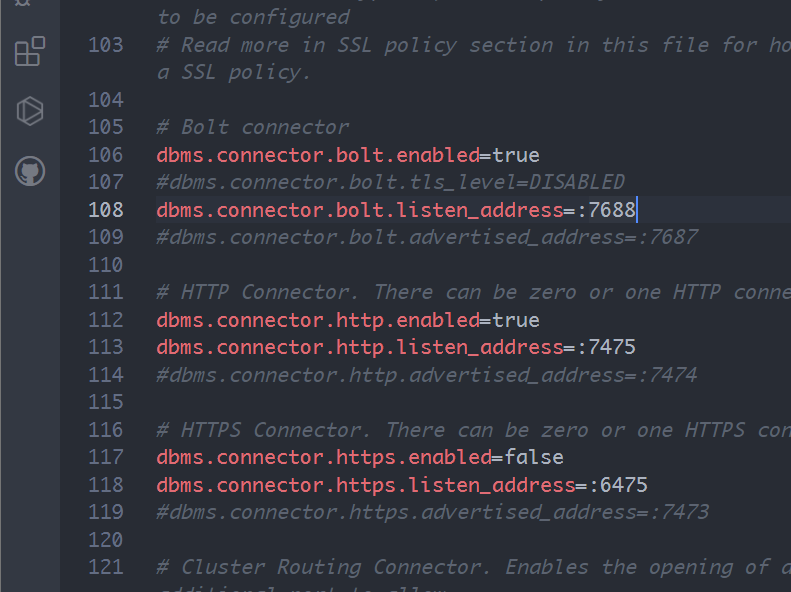 to be configured
103 # Read more in SSL policy section in this file for
a SSL policy.
104
105 # Bolt connector
106 dbms.connector.bolt.enabled=true
107 #dbms.connector.bolt.tls_level=DISABLED
108 dbms.connector.bolt.listen_address=:7688
109 #dbms.connector.bolt.advertised_address=:7687
110
111 # HTTP Connector. There can be zero or one HTTP
112 dbms.connector.http.enabled=true
113 dbms.connector.http.listen_address=:7475
114 #dbms.connector.http.advertised_address=:7474
115
116 # HTTPS Connector. There can be zero or one HTTPS
117 dbms.connector.https.enabled=false
118 dbms.connector.https.listen_address=:6475
119 #dbms.connector.https.advertised_address=:7473
120
121 # Cluster Routing Connector. Enables the opening of